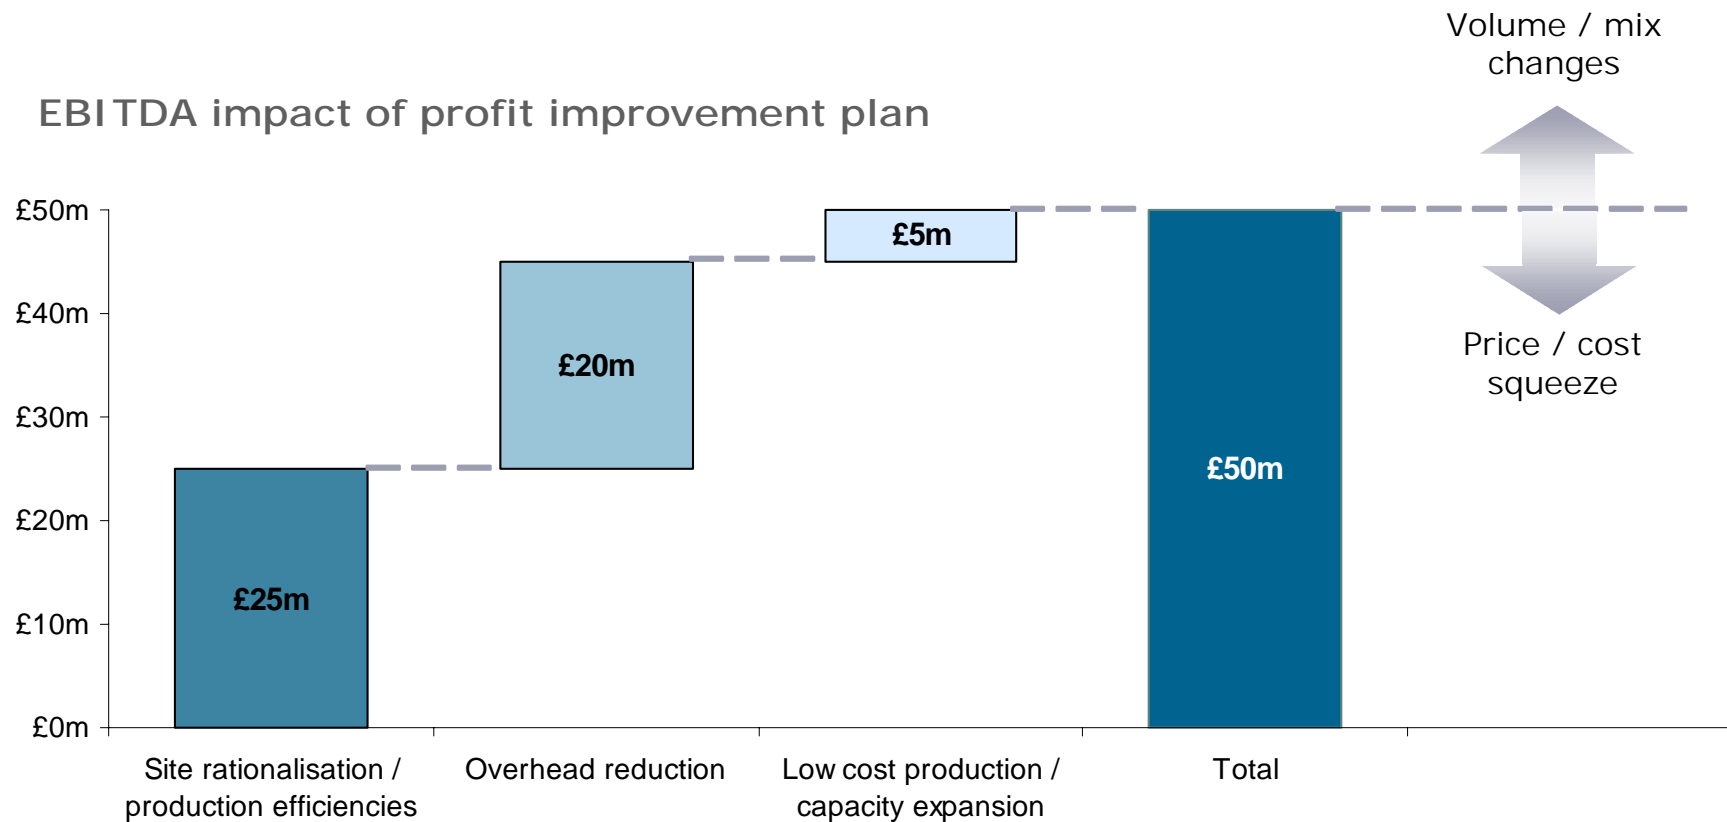 Volume / mix
changes
EBITDA impact of profit improvement plan
£50m
£40m
£30m
£20m
£10m
£0m
£25m
£20m
£5m
£50m
Price / cost
squeeze
Site rationalisation /
production efficiencies
Overhead reduction
Low cost production /
capacity expansion
Total